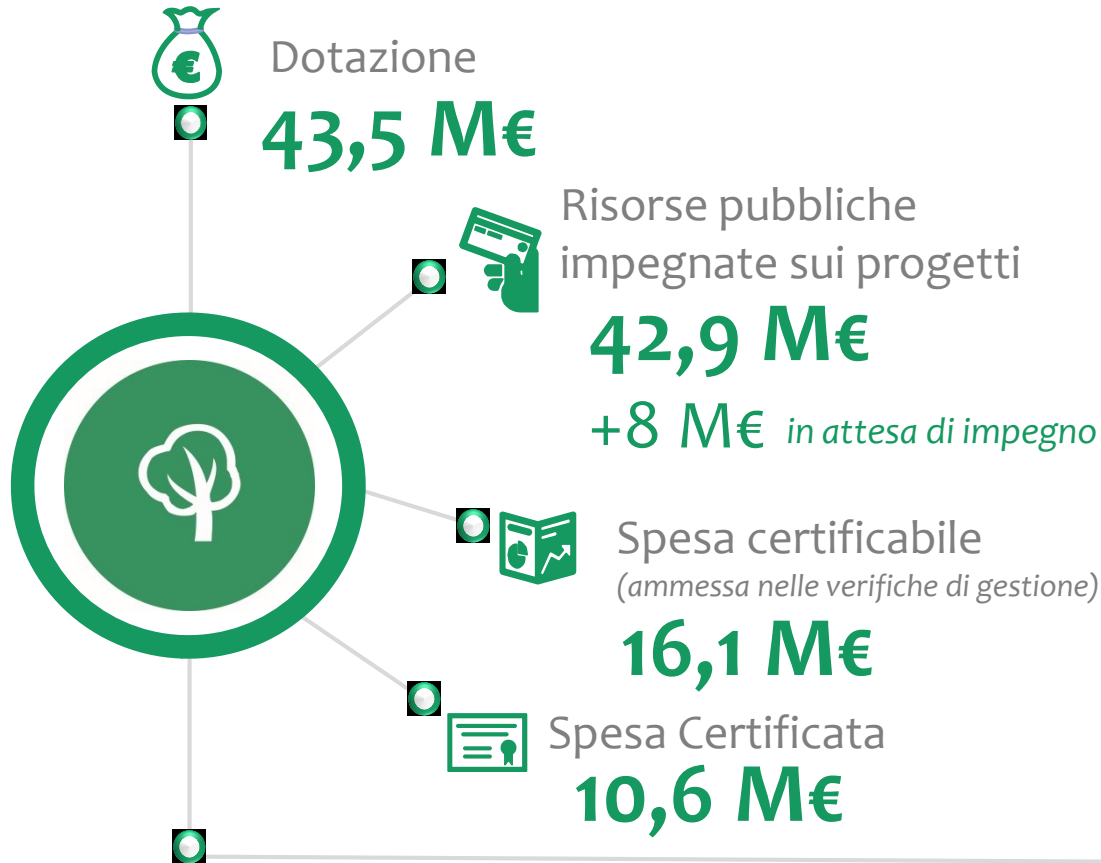 €
Dotazione
43,5 M€
Risorse pubbliche
impegnate sui progetti
42,9 M€
+8 M€ in attesa di impegno
Spesa certificabile
(ammessa nelle verifiche di gestione)
16,1 M€
Spesa Certificata
10,6 M€